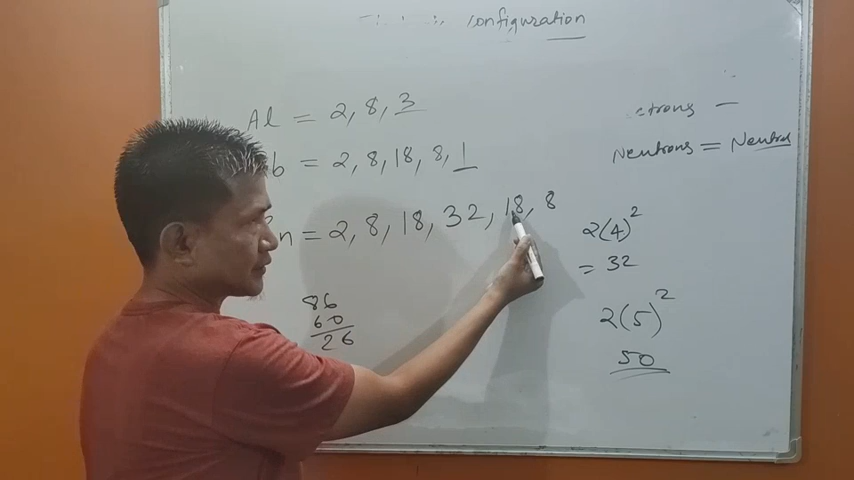 configuration
Al = 2, 8, 3
b = 2, 8, 18, 8, 1
n = 2, 8, 18, 32, 18, 8
86
60
26
ctrons –
Neutrons = Neutral
2(4)²
= 32
2(5)²
50